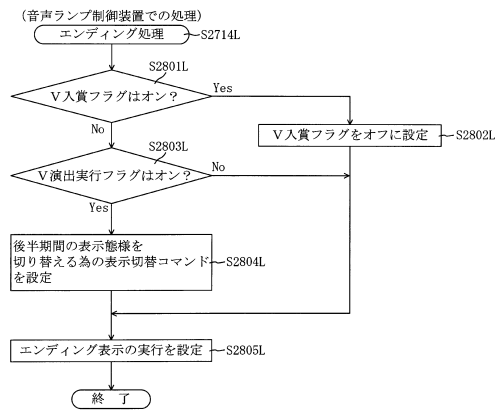 (音声ランプ制御装置での処理)
エンディング処理
S2714L
S2801L
V入賞フラグはオン?
Yes
No
V入賞フラグをオフに設定
S2802L
S2803L
V演出実行フラグはオン?
No
Yes
後半期間の表示態様を
切り替える為の表示切替コマンド
を設定
S2804L
エンディング表示の実行を設定
S2805L
終 了